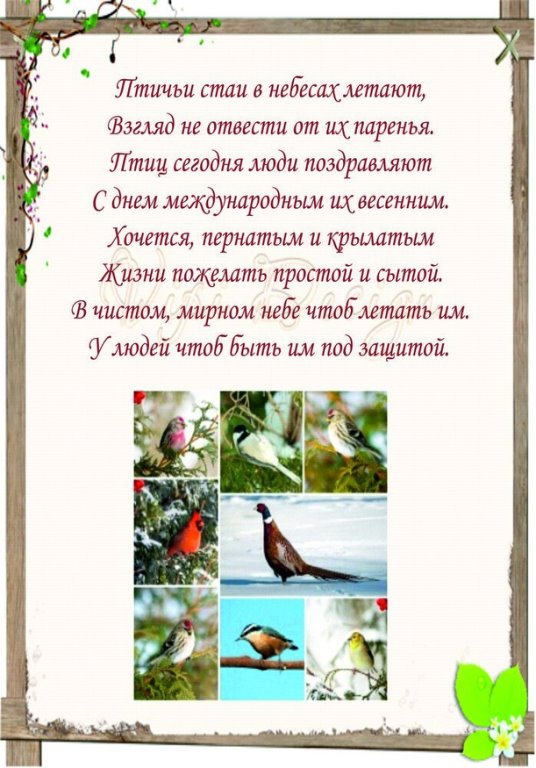 Птичьи стаи в небесах летают,
Взгляд не отвести от их паренья.
Птиц сегодня люди поздравляют
С днем международным их весенним.
Хочется, пернатым и крылатым
Жизни пожелать простой и сытой.
В чистом, мирном небе чтоб летать им.
У людей чтоб быть им под защитой.